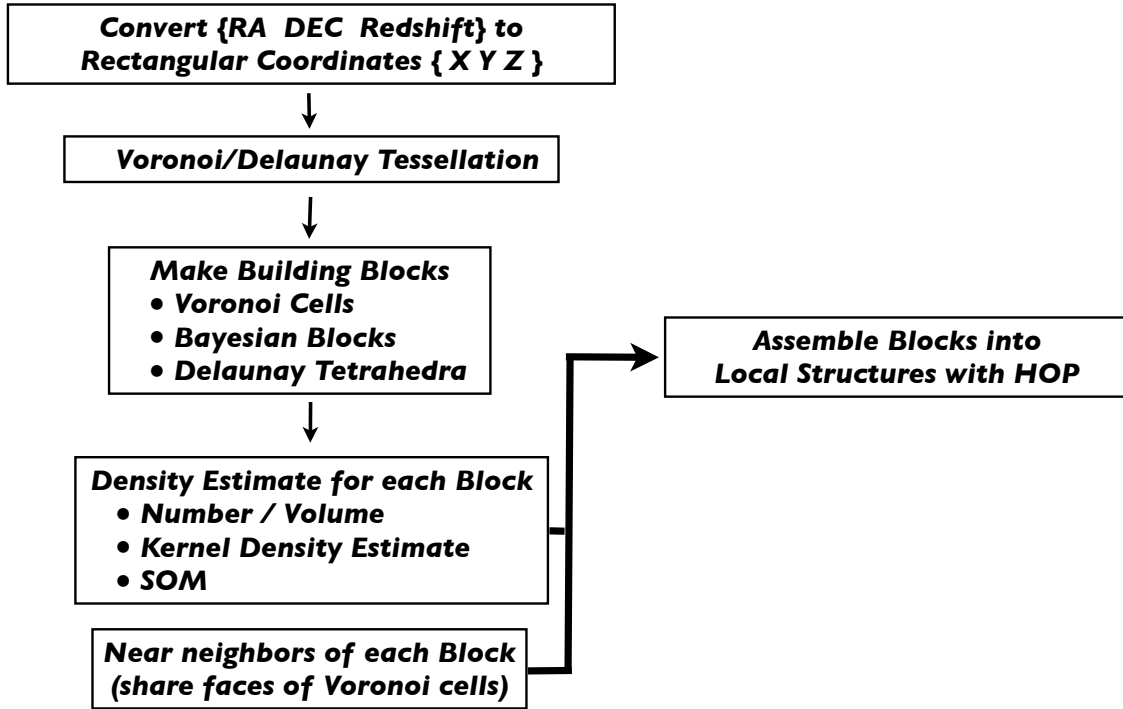 Convert {RA DEC Redshift} to
Rectangular Coordinates { X Y Z }
Voronoi/Delaunay Tessellation
Make Building Blocks
• Voronoi Cells
• Bayesian Blocks
• Delaunay Tetrahedra
Density Estimate for each Block
• Number / Volume
• Kernel Density Estimate
• SOM
Near neighbors of each Block
(share faces of Voronoi cells)
Assemble Blocks into
Local Structures with HOP